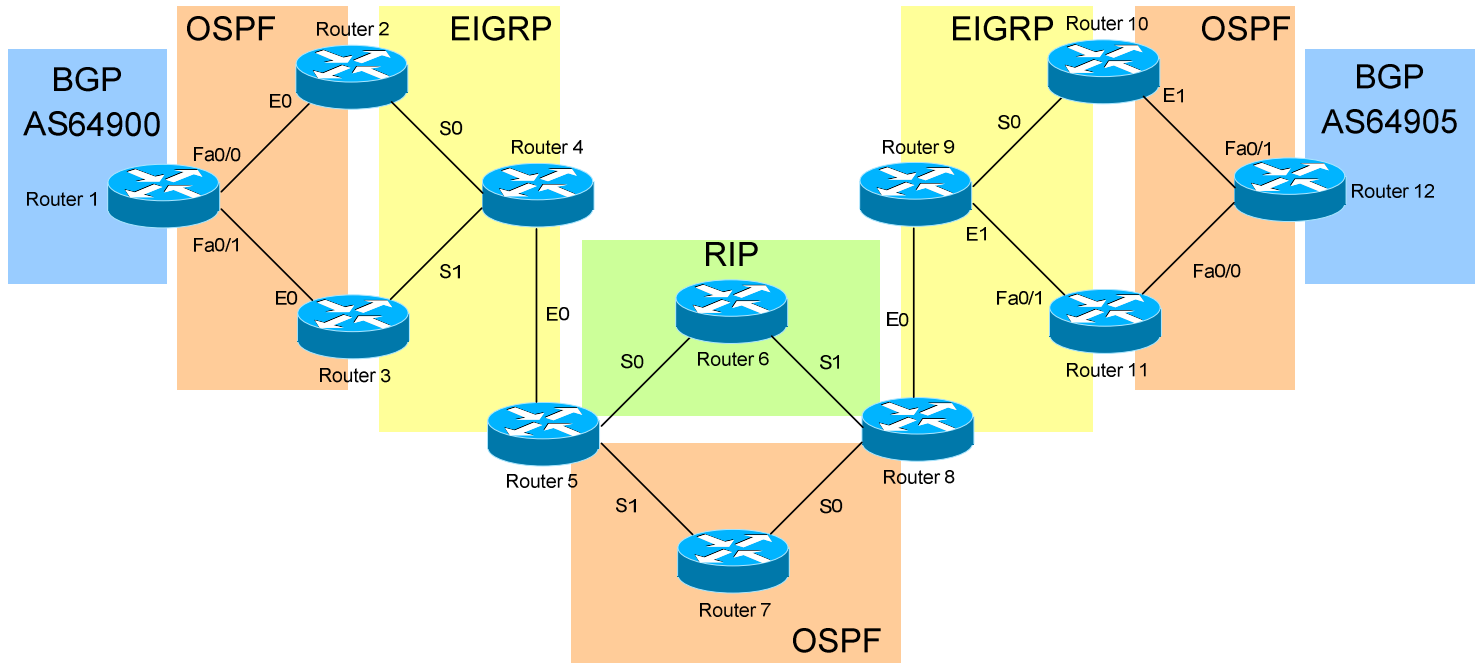 OSPF
Router 2
EIGRP
EIGRP
Router 10
OSPF
BGP
AS64900
BGP
AS64905
E0
S0
S0
E1
Fa0/0
Router 4
Router 9
Fa0/1
Router 1
Router 12
Fa0/1
S1
E1
Fa0/0
E0
Router 3
RIP
Fa0/1
Router 11
E0
E0
S0
Router 6
S1
Router 5
Router 8
S1
S0
Router 7
OSPF